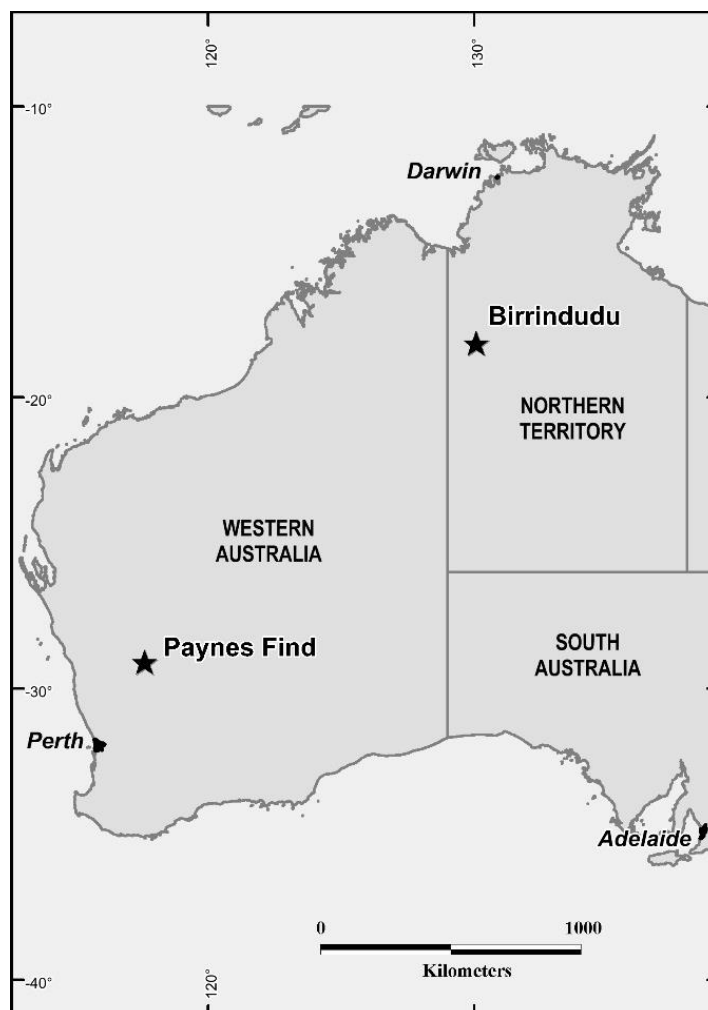 120°
130°
-10°
Darwin
Birrindudu
-20°
NORTHERN
TERRITORY
WESTERN
AUSTRALIA
Paynes Find
SOUTH
AUSTRALIA
-30°
Perth
Adelaide
0
1000
Kilometers
-40°
120°
130°